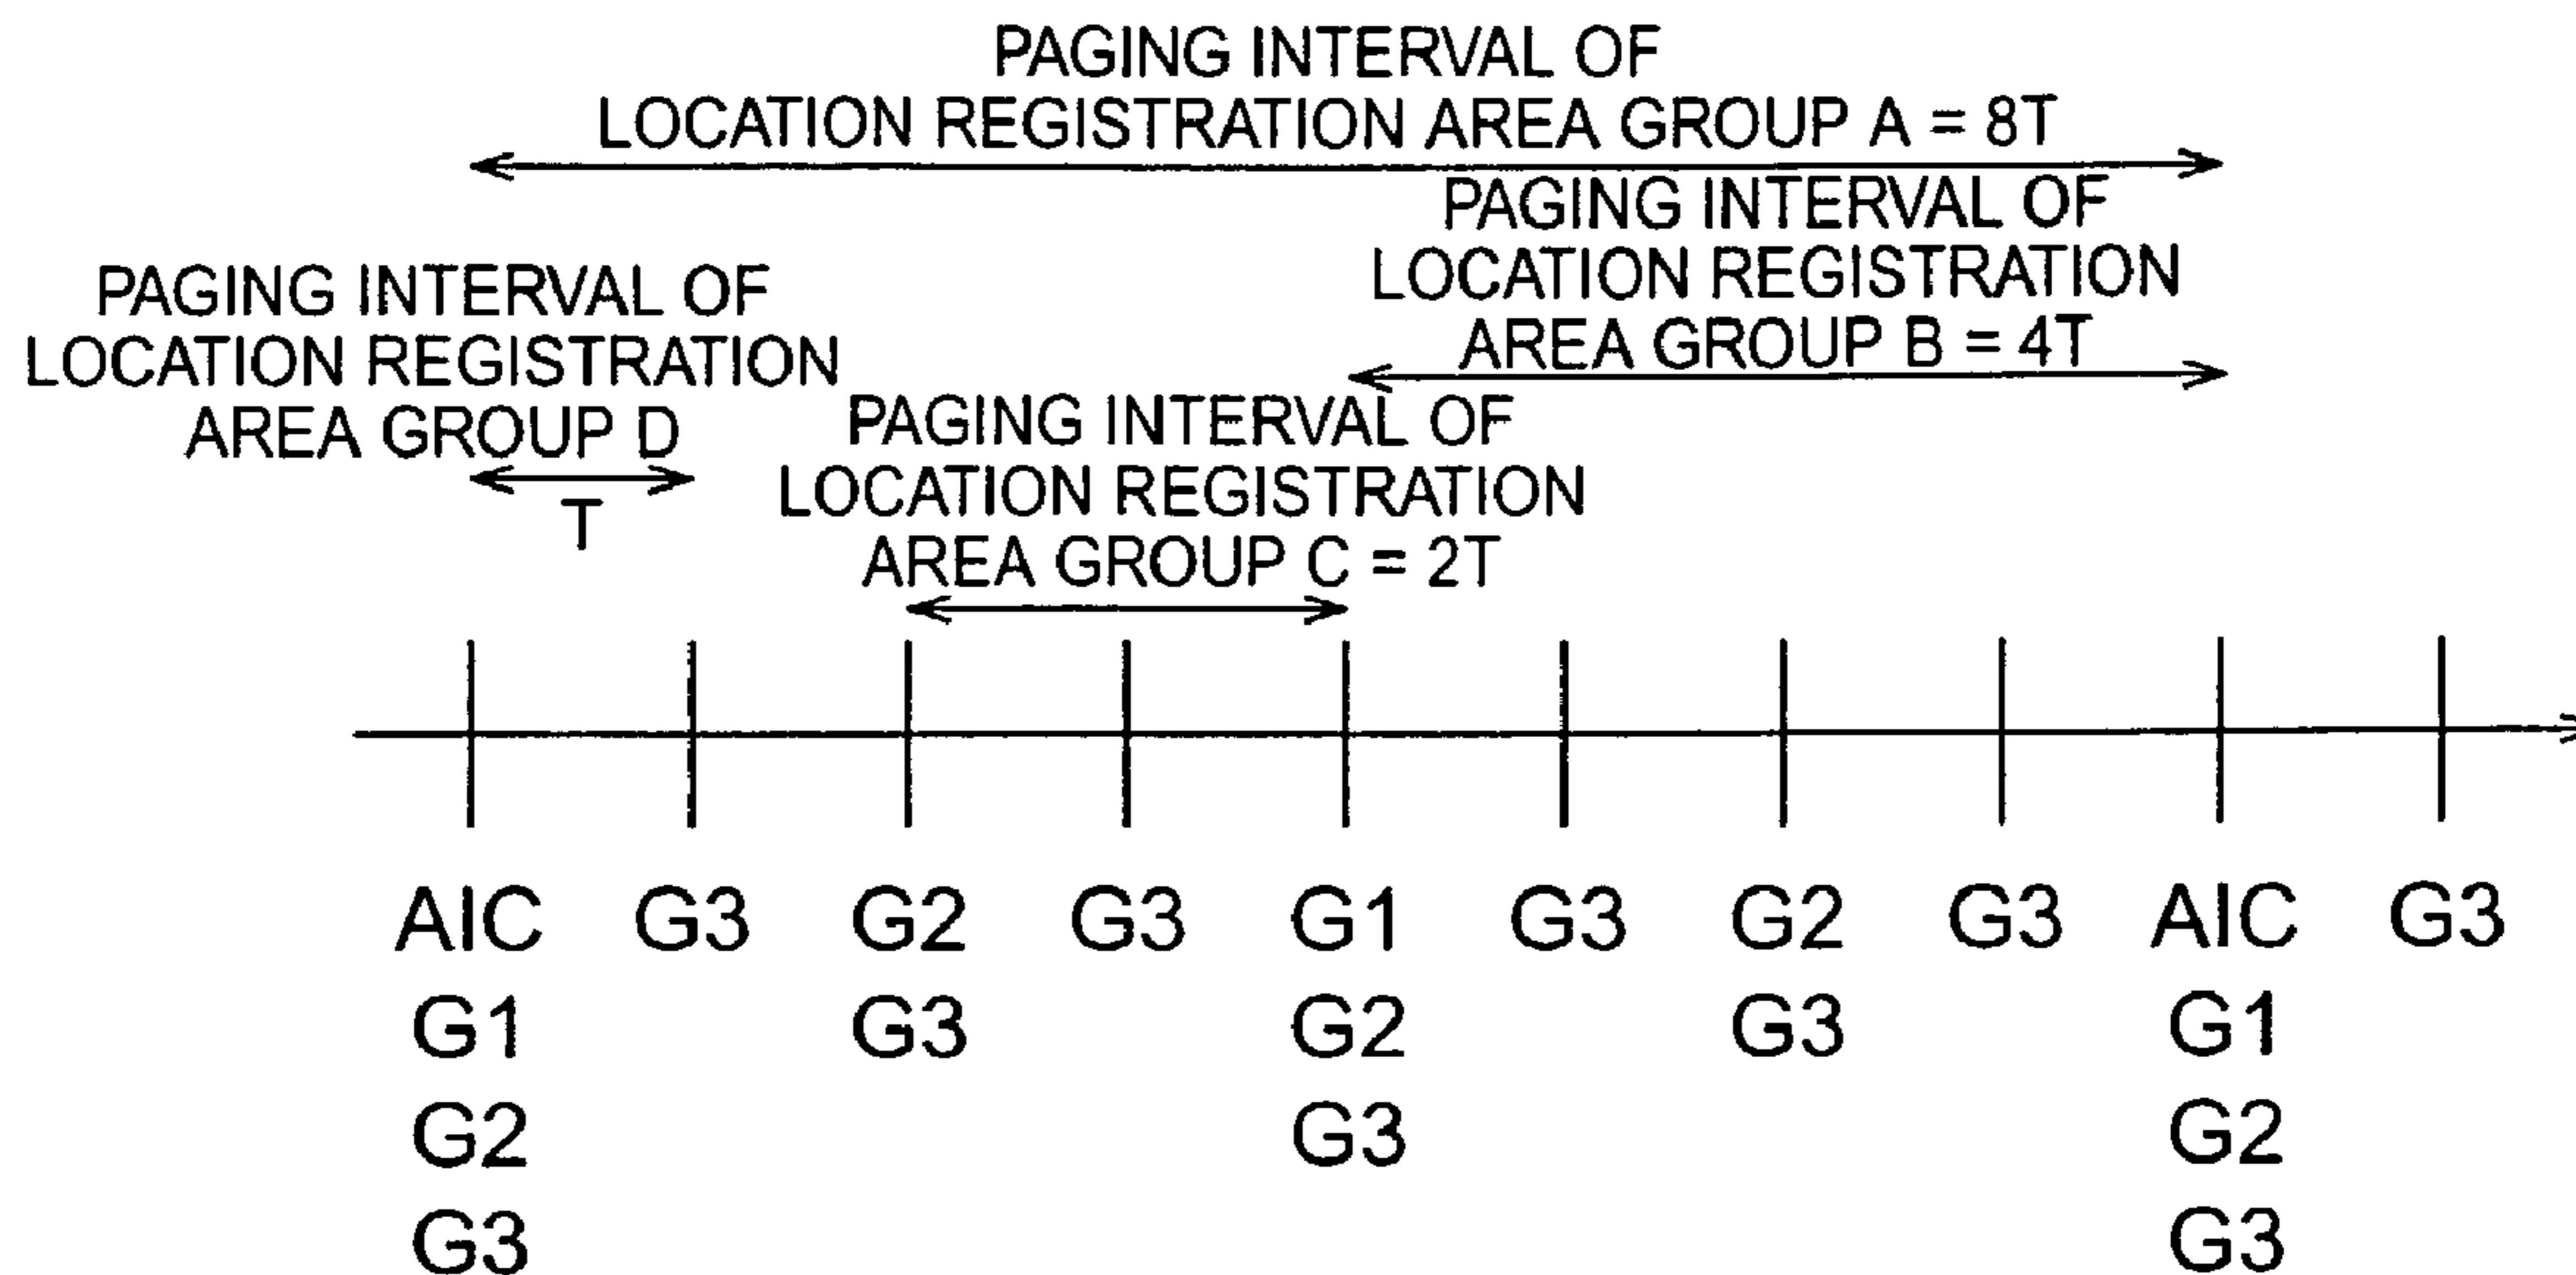 PAGING INTERVAL OF
LOCATION REGISTRATION AREA GROUP A = 8T
PAGING INTERVAL OF
LOCATION REGISTRATION
AREA GROUP B = 4T
PAGING INTERVAL OF
LOCATION REGISTRATION
AREA GROUP D
T
PAGING INTERVAL OF
LOCATION REGISTRATION
AREA GROUP C = 2T
AIC G3 G2 G3 G1 G3 G2 G3 AIC G3
G1 G3 G2 G3 G1
G2 G3 G2
G3 G3